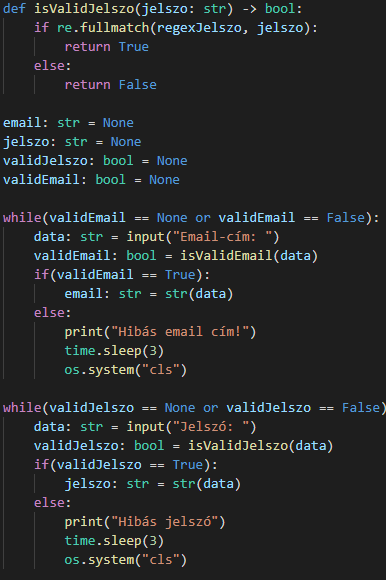 def isValidJelszo(jelszo: str) -> bool:
    if re.fullmatch(regexJelszo, jelszo):
        return True
    else:
        return False

email: str = None
jelszo: str = None
validJelszo: bool = None
validEmail: bool = None

while(validEmail == None or validEmail == False):
    data: str = input("Email-cím: ")
    validEmail: bool = isValidEmail(data)
    if(validEmail == True):
        email: str = str(data)
    else:
        print("Hibás email cím!")
        time.sleep(3)
        os.system("cls")

while(validJelszo == None or validJelszo == False)
    data: str = input("Jelszó: ")
    validJelszo: bool = isValidJelszo(data)
    if(validJelszo == True):
        jelszo: str = str(data)
    else:
        print("Hibás jelszó")
        time.sleep(3)
        os.system("cls")